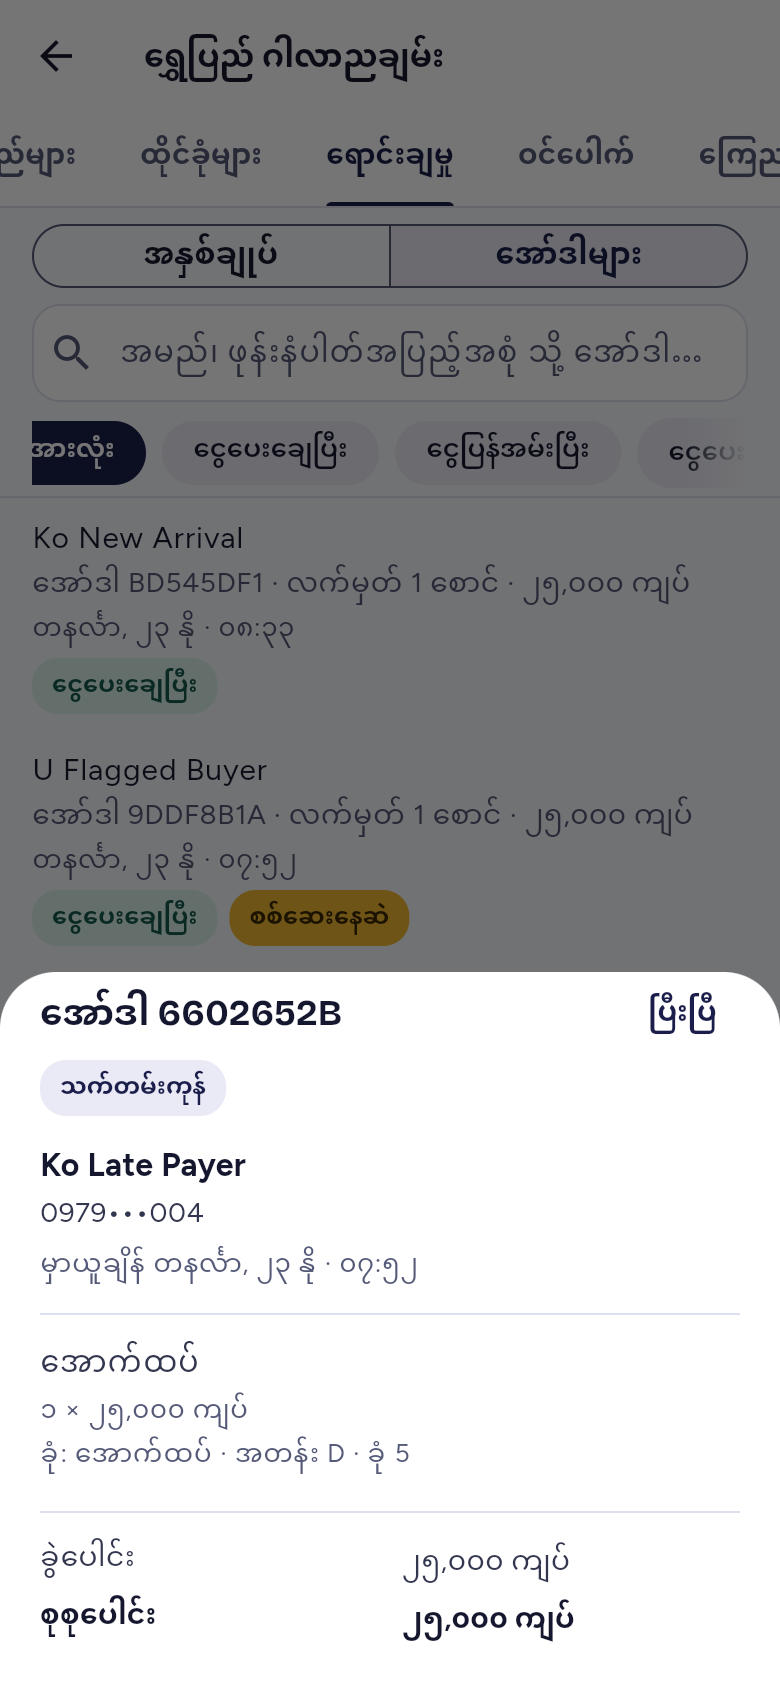 ရွှေပြည် ဂါလာညချမ်း
ည်များ ထိုင်ခုံများ ရောင်းချမှု ဝင်ပေါက် ကြေည
အနှစ်ချုပ် အော်ဒါများ
အမည်၊ ဖုန်းနံပါတ်အပြည့်အစုံ သို့ အော်ဒါ...
အားလုံး ငွေပေးချေပြီး ငွေပြန်အမ်းပြီး ငွေပေး
Ko New Arrival
အော်ဒါ BD545DF1 · လက်မှတ် 1 စောင် · ၂၅,၀၀၀ ကျပ်
တနင်္လာ, ၂၃ နို · ၀၈:၃၃
ငွေပေးချေပြီး
U Flagged Buyer
အော်ဒါ 9DDF8B1A · လက်မှတ် 1 စောင် · ၂၅,၀၀၀ ကျပ်
တနင်္လာ, ၂၃ နို · ၀၇:၅၂
ငွေပေးချေပြီး စစ်ဆေးနေဆဲ
အော်ဒါ 6602652B ပြီးပြီ
သက်တမ်းကုန်
Ko Late Payer
0979•••004
မှာယူချိန် တနင်္လာ, ၂၃ နို · ၀၇:၅၂
အောက်ထပ်
၁ × ၂၅,၀၀၀ ကျပ်
ခုံ: အောက်ထပ် · အတန်း D · ခုံ 5
ခွဲပေါင်း ၂၅,၀၀၀ ကျပ်
စုစုပေါင်း ၂၅,၀၀၀ ကျပ်